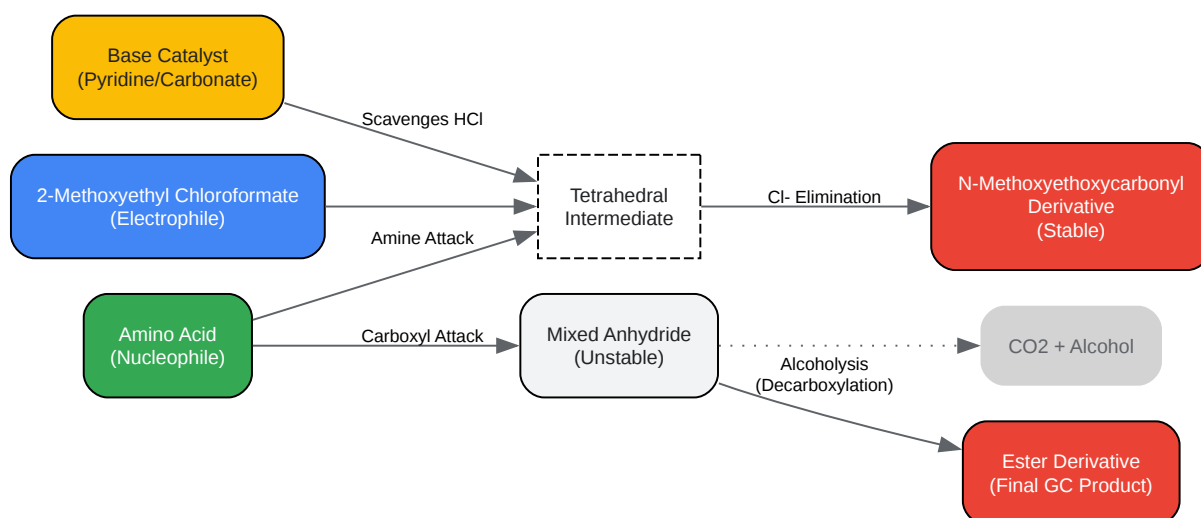 Base Catalyst
(Pyridine/Carbonate)
Scavenges HCl
2-Methoxyethyl Chloroformate
(Electrophile)
Tetrahedral
Intermediate
Cl- Elimination
N-Methoxyethoxycarbonyl
Derivative
(Stable)
Amine Attack
Amino Acid
(Nucleophile)
Carboxyl Attack
Mixed Anhydride
(Unstable)
Alcoholysis
(Decarboxylation)
CO2 + Alcohol
Ester Derivative
(Final GC Product)